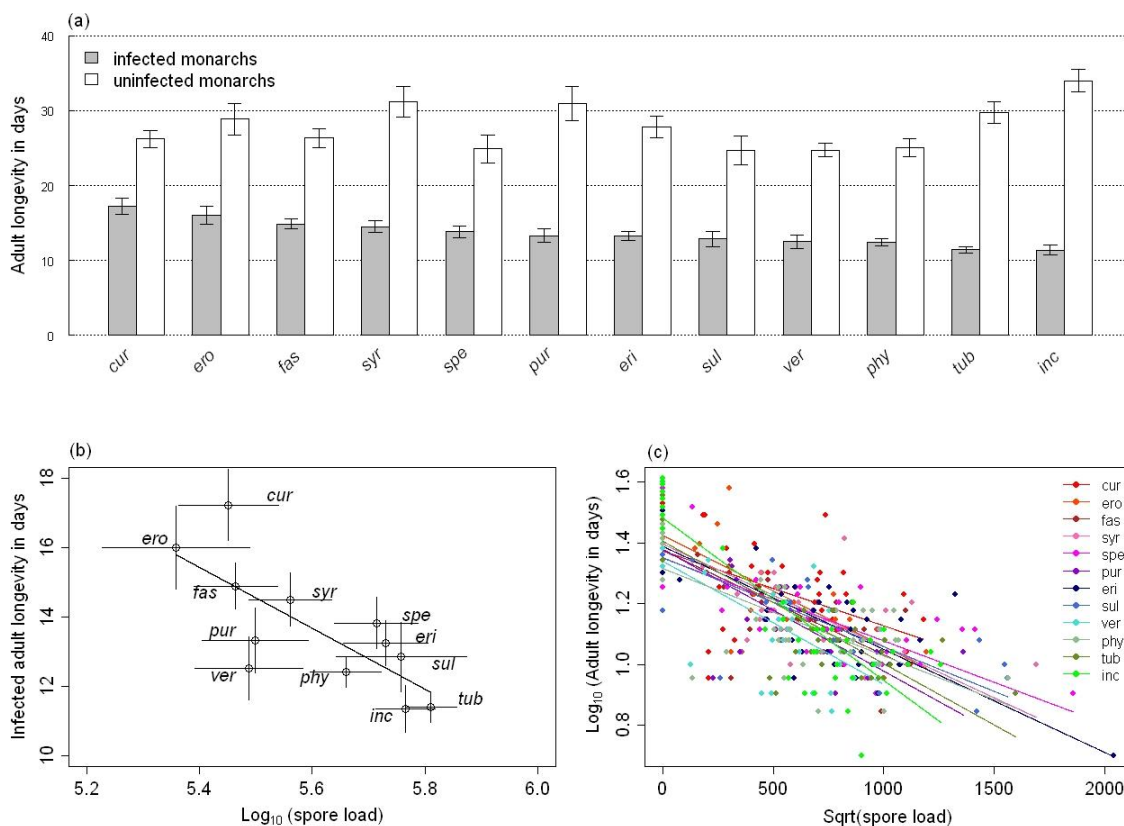 (a)
Adult longevity in days
40
30
20
10
0
infected monarchs
uninfected monarchs
cur ero fas syr spe pur eri sul ver phy tub inc
(b)
Infected adult longevity in days
18
16
14
12
10
cur
ero
fas
syr
pur
spe
eri
ver
phy
sul
inc
tub
5.2 5.4 5.6 5.8 6.0
Log10 (spore load)
(c)
Log10 (Adult longevity in days)
1.6
1.4
1.2
1.0
0.8
cur
ero
fas
syr
spe
pur
eri
sul
ver
phy
tub
inc
0 500 1000 1500 2000
Sqrt(spore load)